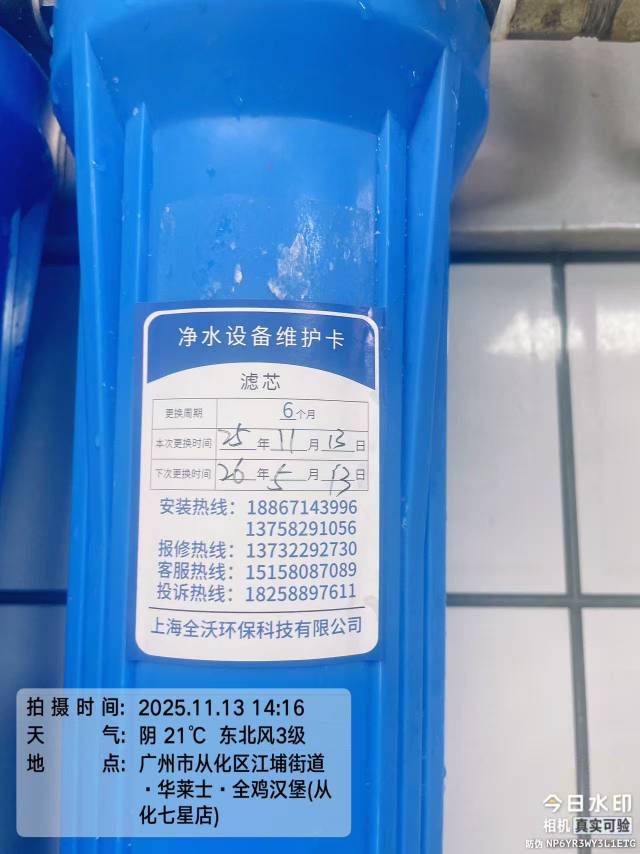 净水设备维护卡
滤芯
更换周期 6个月
本次更换时间 25年11月13日
下次更换时间 26年5月13日
安装热线：18867143996
13758291056
报修热线：13732292730
客服热线：15158087089
投诉热线：18258897611
上海全沃环保科技有限公司
拍摄时间：2025.11.13 14:16
天气：阴 21℃ 东北风3级
地点：广州市从化区江埔街道
·华莱士·全鸡汉堡(从
化七星店)
今日水印
相机 真实可验
防伪 NP6YR3WY3L1ETG